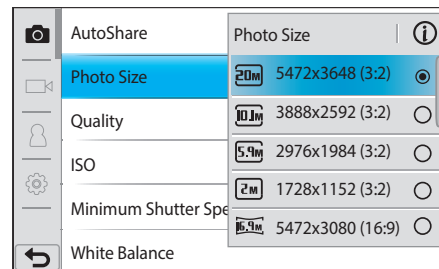 AutoShare
Photo Size
Quality
ISO
Minimum Shutter Spe
White Balance
Photo Size
20M 5472x3648 (3:2)
10.1M 3888x2592 (3:2)
5.9M 2976x1984 (3:2)
2M 1728x1152 (3:2)
16.9M 5472x3080 (16:9)